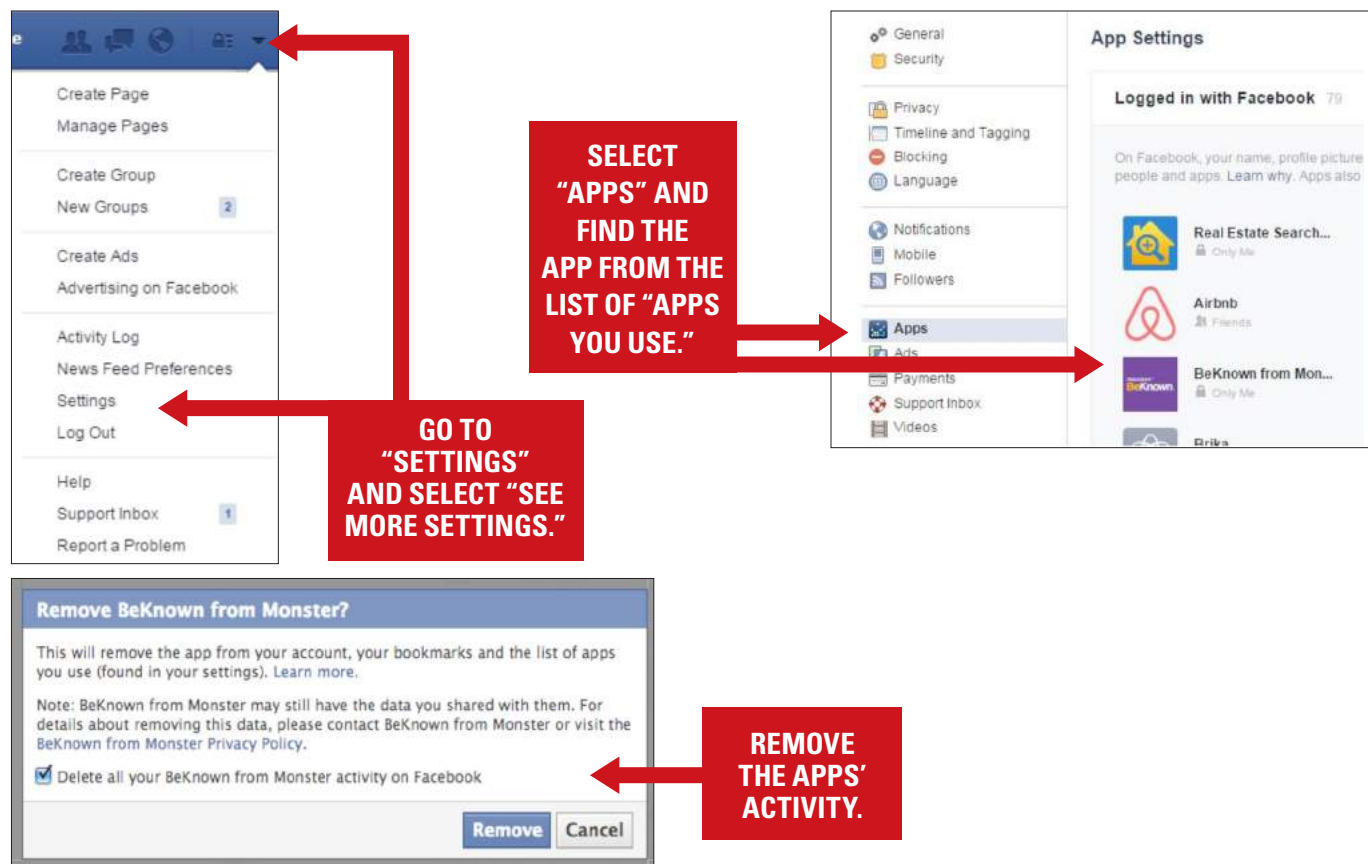 e
Create Page
Manage Pages
Create Group
New Groups 2
Create Ads
Advertising on Facebook
Activity Log
News Feed Preferences
Settings
Log Out
Help
Support Inbox 1
Report a Problem
GO TO
“SETTINGS”
AND SELECT “SEE
MORE SETTINGS.”
SELECT
“APPS” AND
FIND THE
APP FROM THE
LIST OF “APPS
YOU USE.”
General
Security
Privacy
Timeline and Tagging
Blocking
Language
Notifications
Mobile
Followers
Apps
Ads
Payments
Support Inbox
Videos
App Settings
Logged in with Facebook 79
On Facebook, your name, profile picture
people and apps. Learn why. Apps also
Real Estate Search...
Only Me
Airbnb
Friends
BeKnown
BeKnown from Mon...
Only Me
Brika
Remove BeKnown from Monster?
This will remove the app from your account, your bookmarks and the list of apps
you use (found in your settings). Learn more.
Note: BeKnown from Monster may still have the data you shared with them. For
details about removing this data, please contact BeKnown from Monster or visit the
BeKnown from Monster Privacy Policy.
Delete all your BeKnown from Monster activity on Facebook
Remove Cancel
REMOVE
THE APPS’
ACTIVITY.